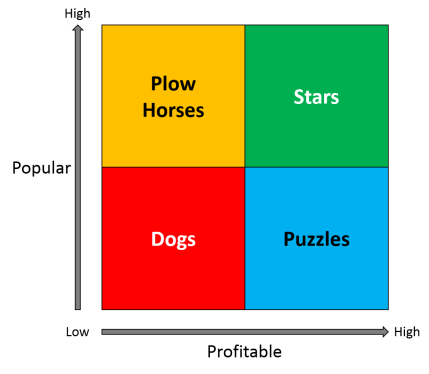 High
Plow
Horses
Stars
Popular
Dogs
Puzzles
Low
High
Profitable